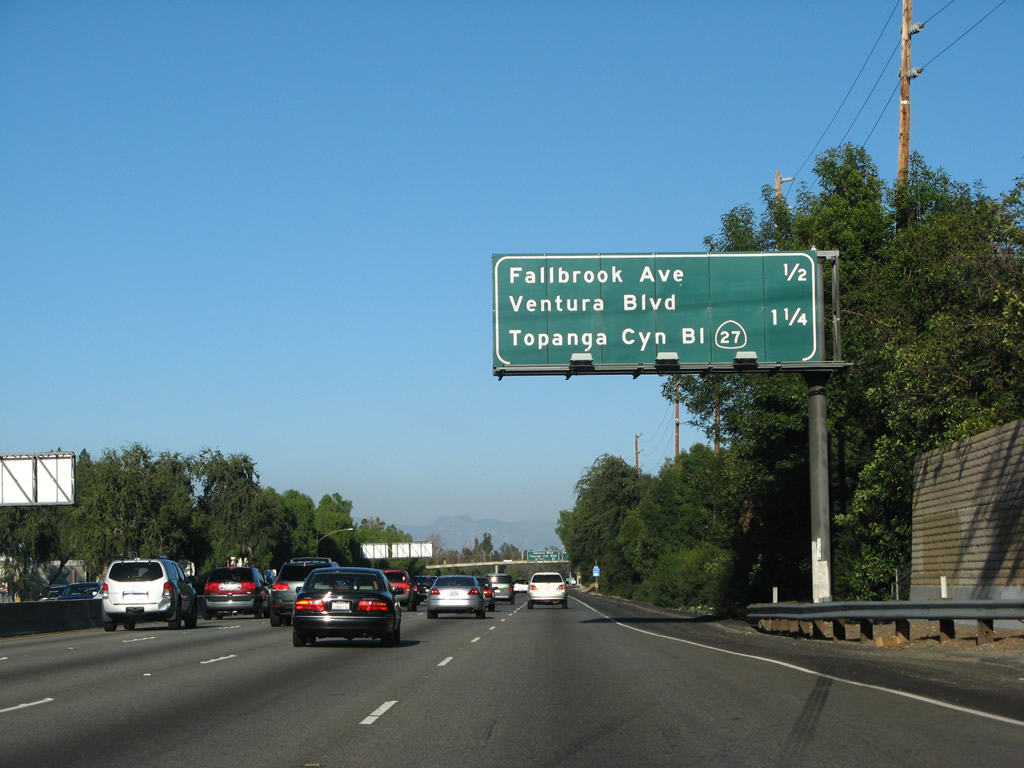 Fallbrook Ave 1/2
Ventura Blvd
Topanga Cyn Bl 27 1 1/4